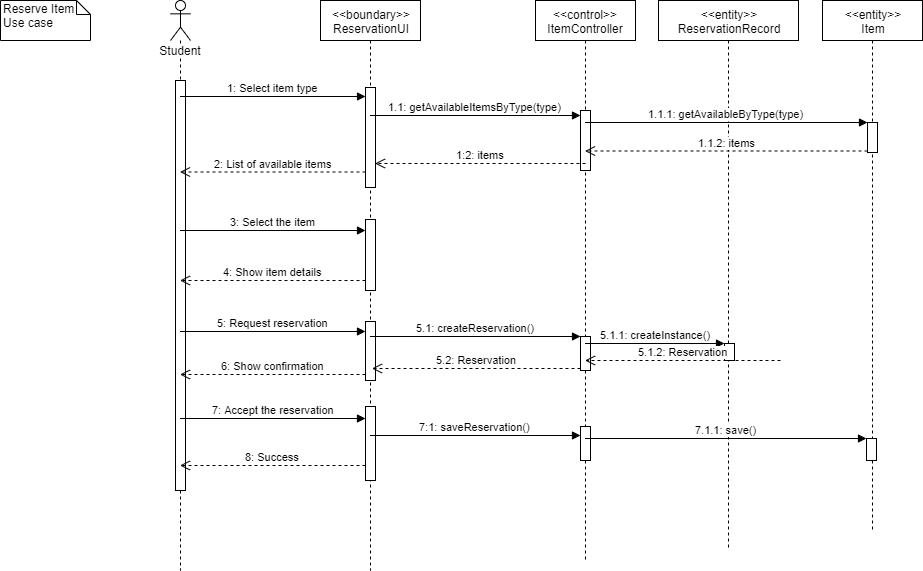 Reserve Item
Use case
Student
<<boundary>>
ReservationUI
<<control>>
ItemController
<<entity>>
ReservationRecord
<<entity>>
Item
1: Select item type
1.1: getAvailableItemsByType(type)
1.1.1: getAvailableByType(type)
1.1.2: items
1:2: items
2: List of available items
3: Select the item
4: Show item details
5: Request reservation
5.1: createReservation()
5.1.1: createInstance()
5.1.2: Reservation
5.2: Reservation
6: Show confirmation
7: Accept the reservation
7:1: saveReservation()
7.1.1: save()
8: Success